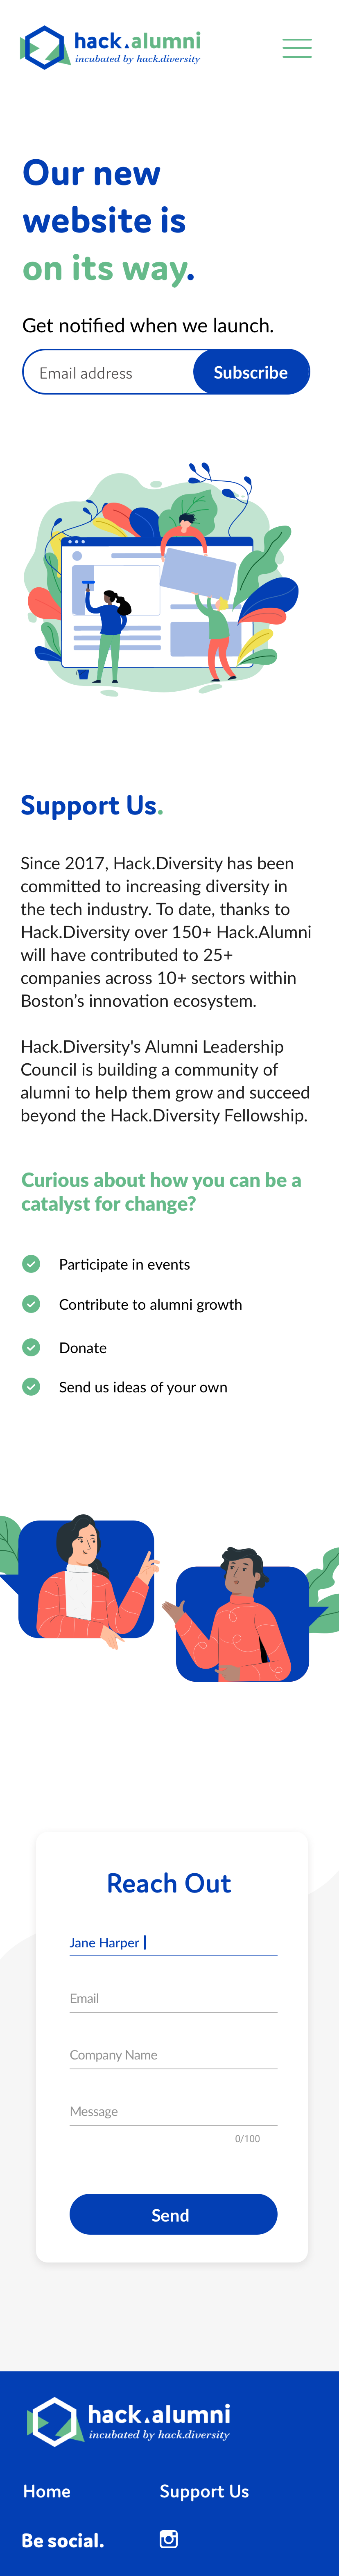 hack.alumni
incubated by hack.diversity
Our new
website is
on its way.
Get notified when we launch.
Email address
Subscribe
Support Us.
Since 2017, Hack.Diversity has been
committed to increasing diversity in
the tech industry. To date, thanks to
Hack.Diversity over 150+ Hack.Alumni
will have contributed to 25+
companies across 10+ sectors within
Boston’s innovation ecosystem.
Hack.Diversity's Alumni Leadership
Council is building a community of
alumni to help them grow and succeed
beyond the Hack.Diversity Fellowship.
Curious about how you can be a
catalyst for change?
Participate in events
Contribute to alumni growth
Donate
Send us ideas of your own
Reach Out
Jane Harper
Email
Company Name
Message
0/100
Send
hack.alumni
incubated by hack.diversity
Home
Support Us
Be social.